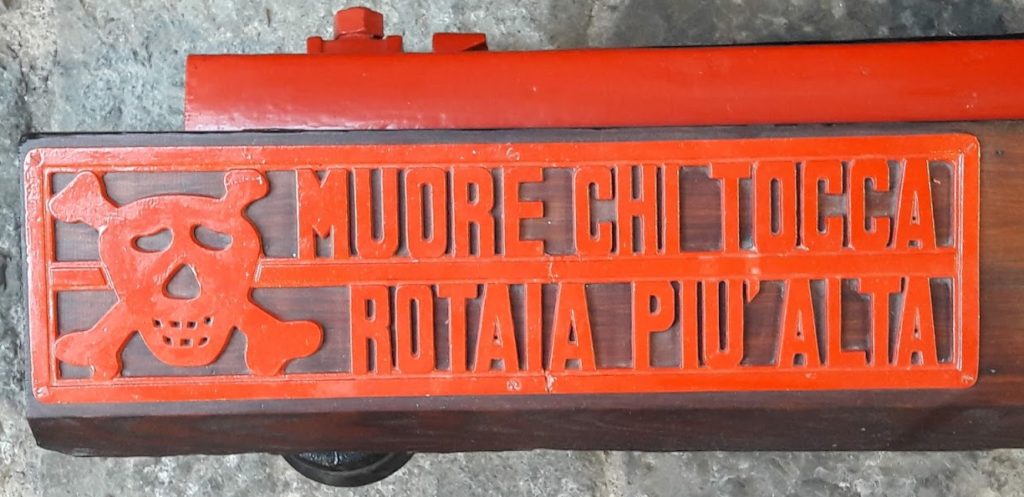 MUORE CHI TOCCA
ROTAIA PIU' ALTA